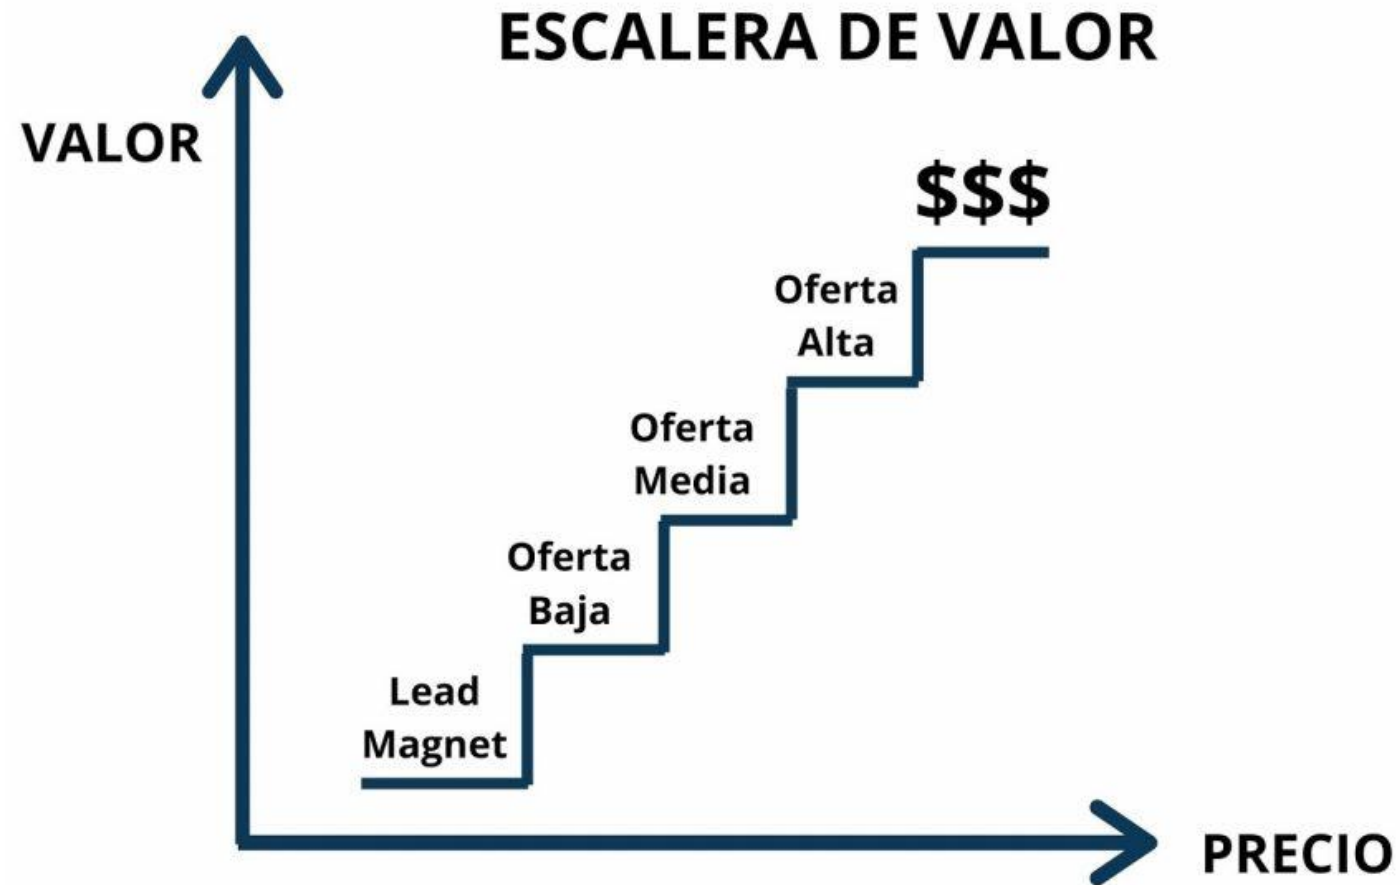 ESCALERA DE VALOR
VALOR
$$$
Oferta
Alta
Oferta
Media
Oferta
Baja
Lead
Magnet
PRECIO